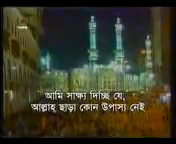 আমি সাক্ষ্য দিচ্ছি যে,
আল্লাহ ছাড়া কোন উপাস্য নেই